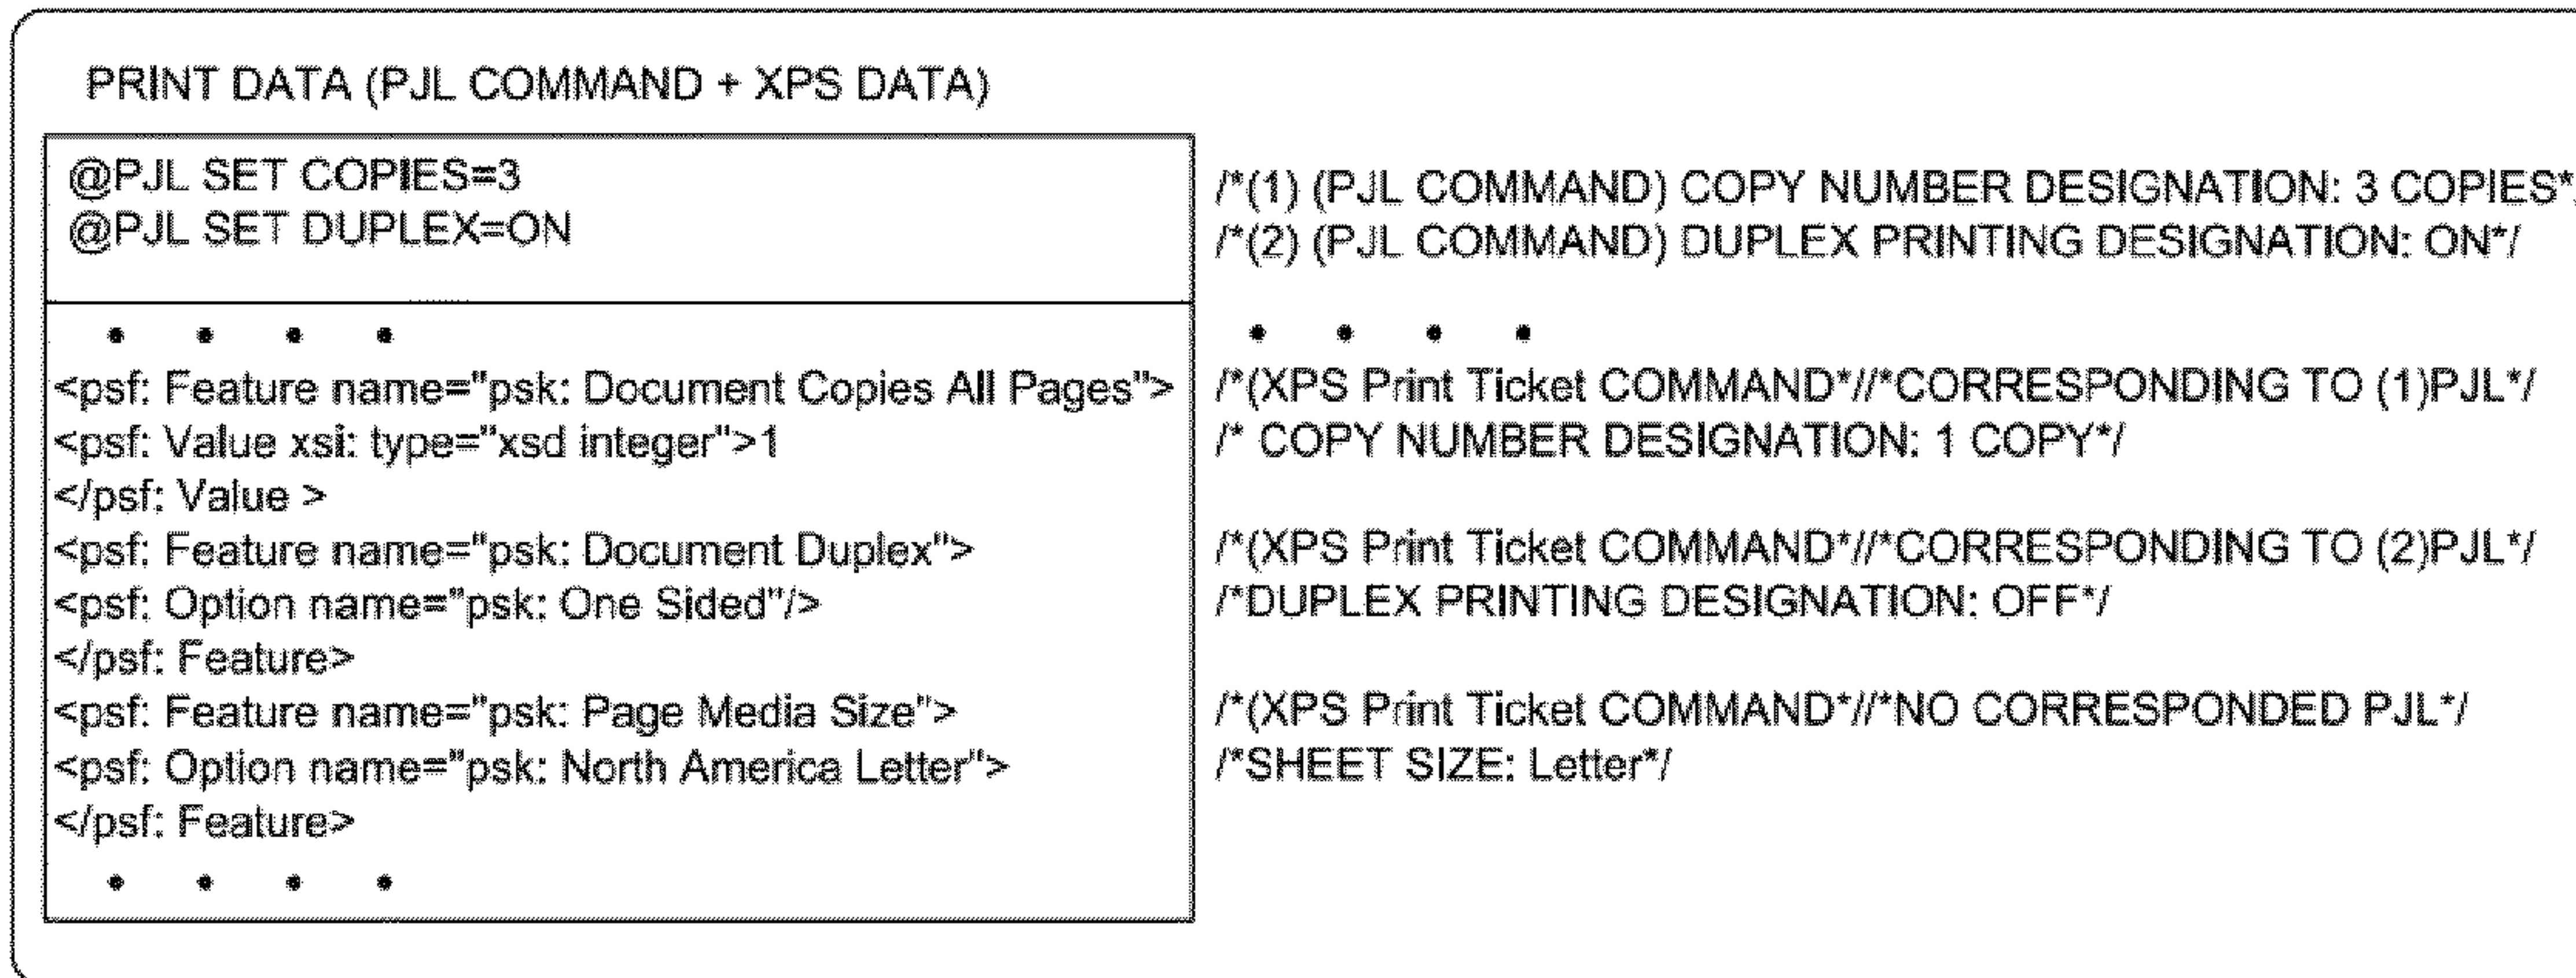 PRINT DATA (PJL COMMAND + XPS DATA)
@PJL SET COPIES=3 /*(1) (PJL COMMAND) COPY NUMBER DESIGNATION: 3 COPIES*
@PJL SET DUPLEX=ON /*(2) (PJL COMMAND) DUPLEX PRINTING DESIGNATION: ON*/
• • • • • • • •
<psf: Feature name="psk: Document Copies All Pages"> /*(XPS Print Ticket COMMAND*//*CORRESPONDING TO (1)PJL*/
<psf: Value xsi: type="xsd integer">1 /* COPY NUMBER DESIGNATION: 1 COPY*/
</psf: Value >
<psf: Feature name="psk: Document Duplex"> /*(XPS Print Ticket COMMAND*//*CORRESPONDING TO (2)PJL*/
<psf: Option name="psk: One Sided"/> /*DUPLEX PRINTING DESIGNATION: OFF*/
</psf: Feature>
<psf: Feature name="psk: Page Media Size"> /*(XPS Print Ticket COMMAND*//*NO CORRESPONDED PJL*/
<psf: Option name="psk: North America Letter"> /*SHEET SIZE: Letter*/
</psf: Feature>
• • • •